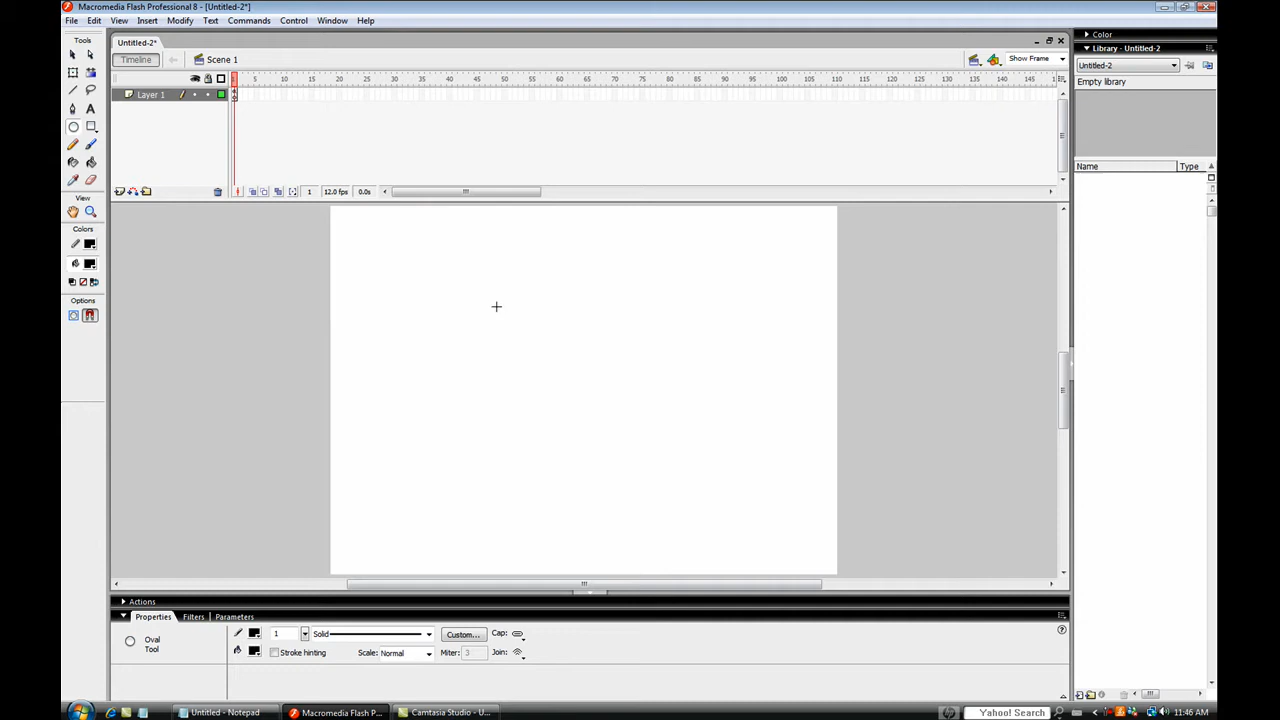 Macromedia Flash Professional 8 - [Untitled-2*]
File Edit View Insert Modify Text Commands Control Window Help
Tools
Untitled-2*
Timeline
Scene 1
Show Frame
5 10 15 20 25 30 35 40 45 50 55 60 65 70 75 80 85 90 95 100 105 110 115 120 125 130 135 140 145
Layer 1
1 12.0 fps 0.0s
View
Colors
Options
Color
Library - Untitled-2
Untitled-2
Empty library
Name Type
Actions
Properties Filters Parameters
Oval
Tool
1 Solid Custom... Cap:
Stroke hinting Scale: Normal Miter: 3 Join:
Untitled - Notepad
Macromedia Flash P...
Camtasia Studio - U...
Yahoo! Search
11:46 AM